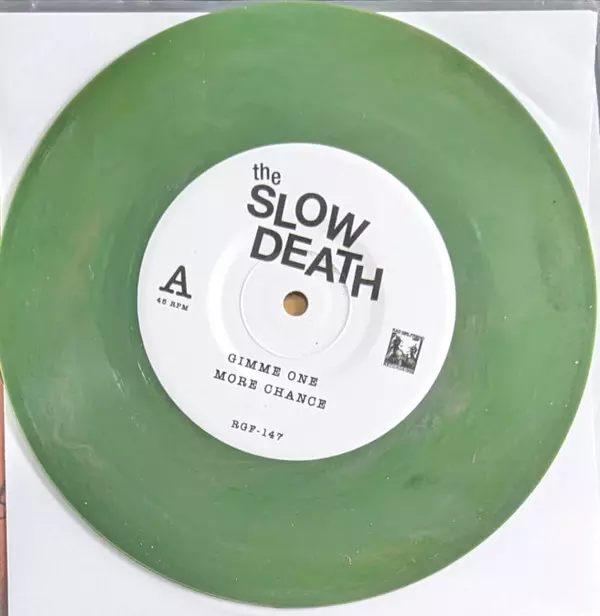 the
SLOW
DEATH
A
45 RPM
GIMME ONE
MORE CHANCE
RGF-147